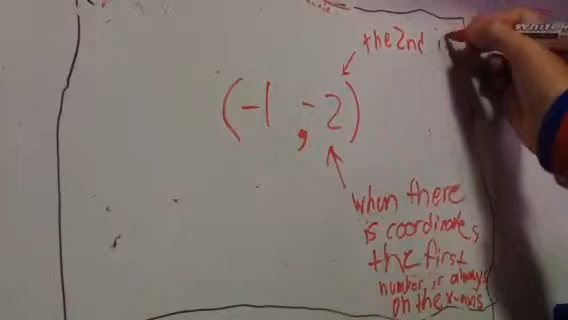 the 2nd i
(-1 , -2)
when there
is coordinates
the first
number is always
on the x-axis